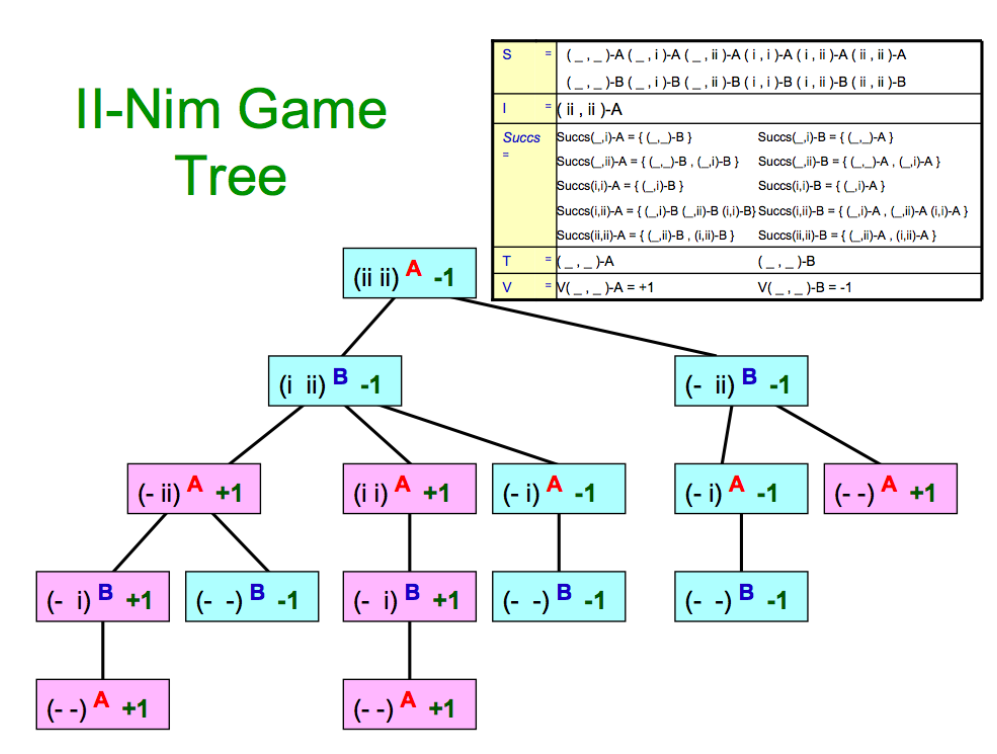 II-Nim Game
Tree
S = ( _ , _ )-A ( _ , i )-A ( _ , ii )-A ( i , i )-A ( i , ii )-A ( ii , ii )-A
( _ , _ )-B ( _ , i )-B ( _ , ii )-B ( i , i )-B ( i , ii )-B ( ii , ii )-B
I = ( ii , ii )-A
Succs = Succs(_,i)-A = { (_,_)-B } Succs(_,i)-B = { (_,_)-A }
Succs(_,ii)-A = { (_,_)-B , (_,i)-B } Succs(_,ii)-B = { (_,_)-A , (_,i)-A }
Succs(i,i)-A = { (_,i)-B } Succs(i,i)-B = { (_,i)-A }
Succs(i,ii)-A = { (_,i)-B (_,ii)-B (i,i)-B} Succs(i,ii)-B = { (_,i)-A , (_,ii)-A (i,i)-A }
Succs(ii,ii)-A = { (_,ii)-B , (i,ii)-B } Succs(ii,ii)-B = { (_,ii)-A , (i,ii)-A }
T = ( _ , _ )-A ( _ , _ )-B
V = V( _ , _ )-A = +1 V( _ , _ )-B = -1
(ii ii) A -1
(i ii) B -1 (- ii) B -1
(- ii) A +1 (i i) A +1 (- i) A -1 (- i) A -1 (- -) A +1
(- i) B +1 (- -) B -1 (- i) B +1 (- -) B -1 (- -) B -1
(- -) A +1 (- -) A +1